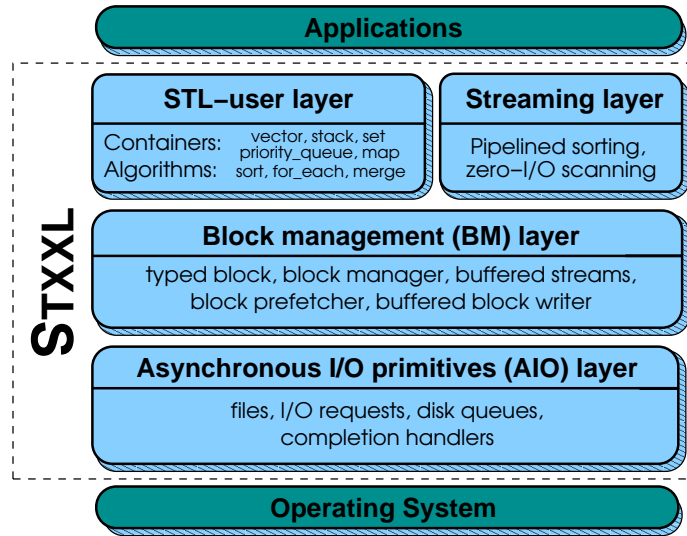 Applications
STL–user layer
Containers: vector, stack, set
priority_queue, map
Algorithms: sort, for_each, merge
Streaming layer
Pipelined sorting,
zero–I/O scanning
STXXL
Block management (BM) layer
typed block, block manager, buffered streams,
block prefetcher, buffered block writer
Asynchronous I/O primitives (AIO) layer
files, I/O requests, disk queues,
completion handlers
Operating System